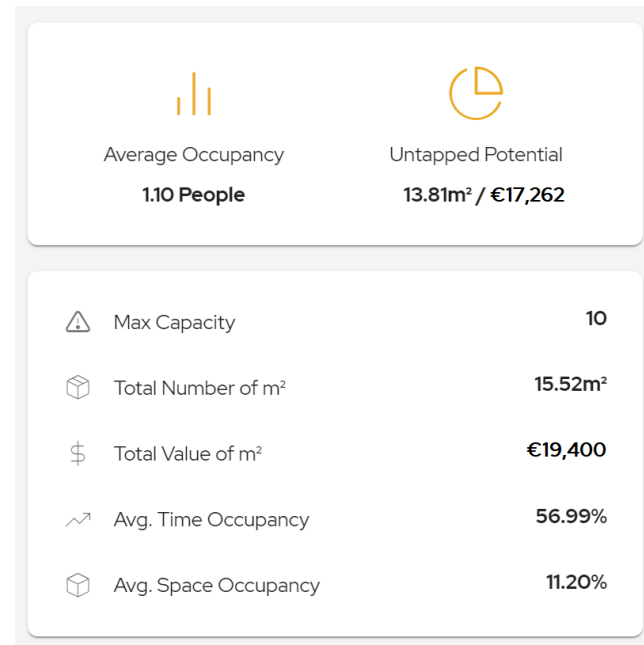 Average Occupancy
1.10 People
Untapped Potential
13.81m² / €17,262
Max Capacity 10
Total Number of m² 15.52m²
Total Value of m² €19,400
Avg. Time Occupancy 56.99%
Avg. Space Occupancy 11.20%